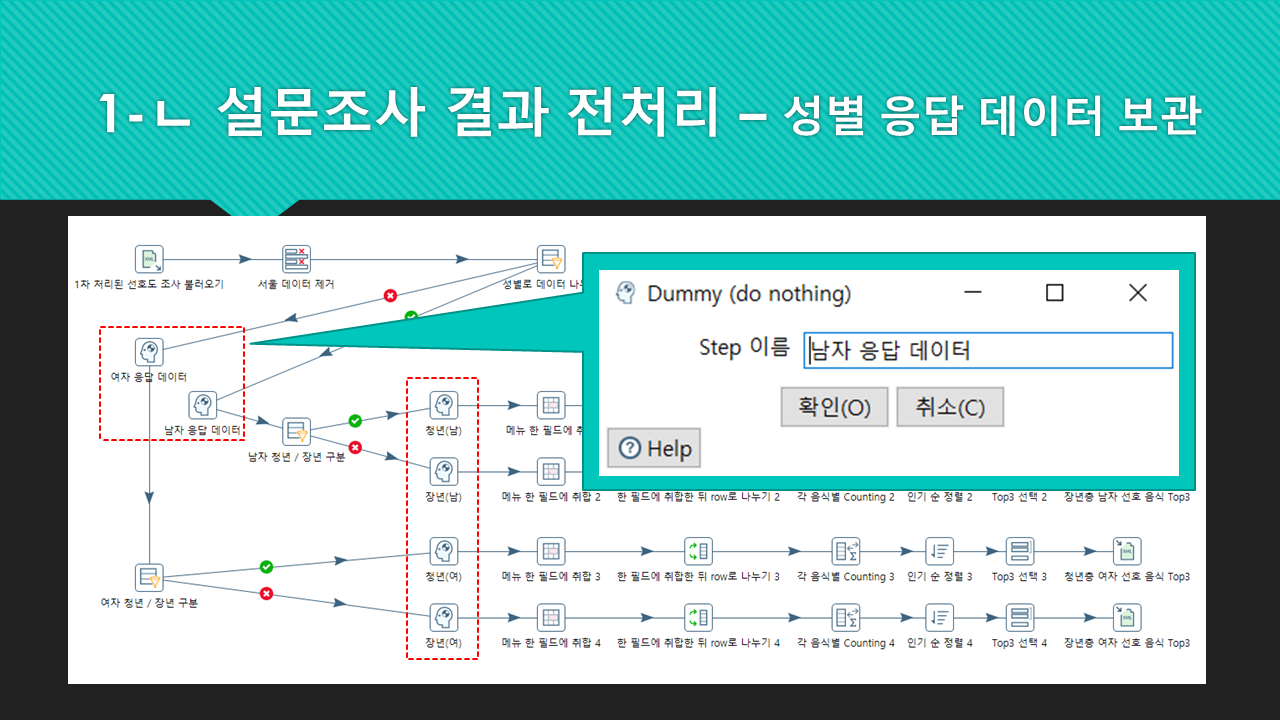 1-ㄴ 설문조사 결과 전처리 – 성별 응답 데이터 보관
1차 처리된 선호도 조사 불러오기
서울 데이터 제거
성별로 데이터
Dummy (do nothing)
Step 이름
남자 응답 데이터
확인(O)
취소(C)
Help
여자 응답 데이터
남자 응답 데이터
남자 청년 / 장년 구분
청년(남)
메뉴 한 필드에
장년(남)
메뉴 한 필드에 취합 2
한 필드에 취합한 뒤 row로 나누기 2
각 음식별 Counting 2
인기 순 정렬 2
Top3 선택 2
장년층 남자 선호 음식 Top3
여자 청년 / 장년 구분
청년(여)
메뉴 한 필드에 취합 3
한 필드에 취합한 뒤 row로 나누기 3
각 음식별 Counting 3
인기 순 정렬 3
Top3 선택 3
청년층 여자 선호 음식 Top3
장년(여)
메뉴 한 필드에 취합 4
한 필드에 취합한 뒤 row로 나누기 4
각 음식별 Counting 4
인기 순 정렬 4
Top3 선택 4
장년층 여자 선호 음식 Top3